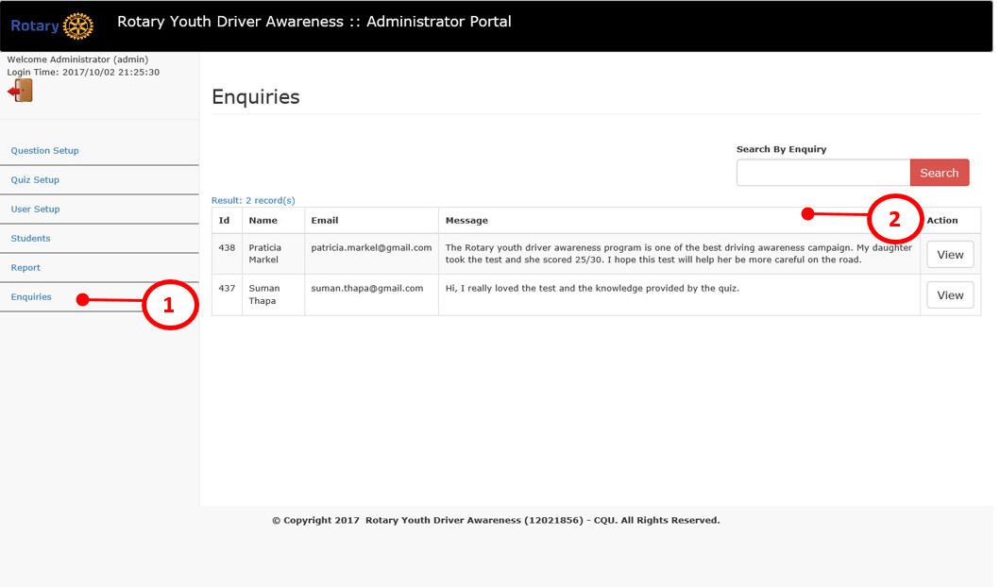 Rotary
Rotary Youth Driver Awareness :: Administrator Portal
Welcome Administrator (admin)
Login Time: 2017/10/02 21:25:30
Question Setup
Quiz Setup
User Setup
Students
Report
Enquiries
1
Enquiries
Search By Enquiry
Search
Result: 2 record(s)
Id Name Email Message Action
2
438 Praticia patricia.markel@gmail.com The Rotary youth driver awareness program is one of the best driving awareness campaign. My daughter View
Markel took the test and she scored 25/30. I hope this test will help her be more careful on the road.
437 Suman suman.thapa@gmail.com Hi, I really loved the test and the knowledge provided by the quiz. View
Thapa
© Copyright 2017 Rotary Youth Driver Awareness (12021856) - CQU. All Rights Reserved.